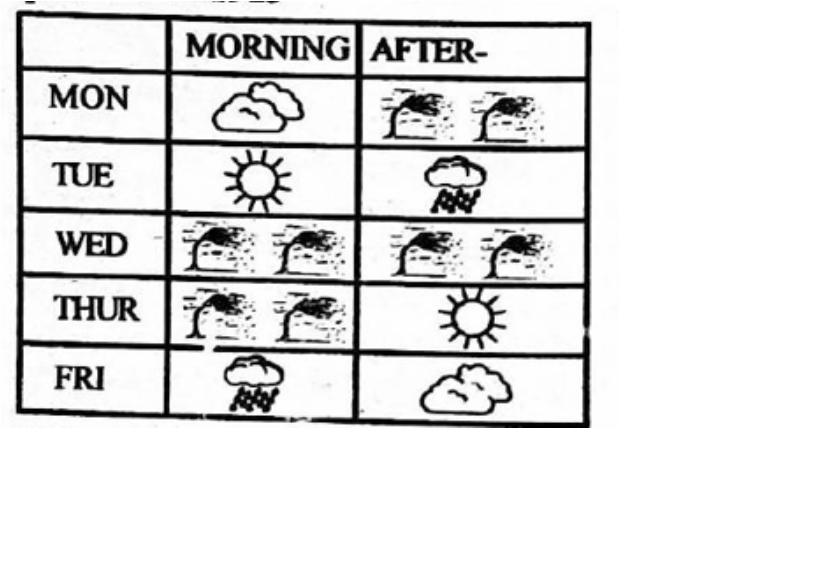 MORNING AFTER-
MON
TUE
WED
THUR
FRI